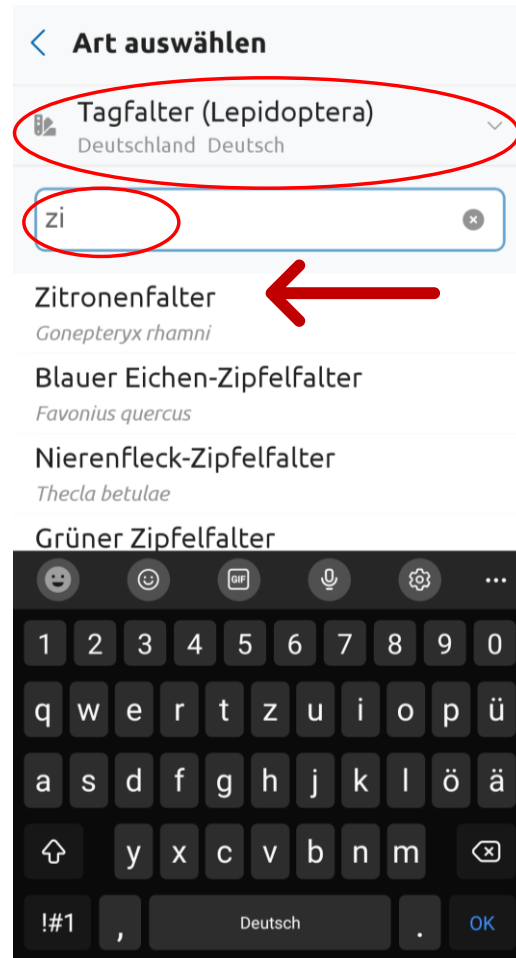 Art auswählen
Tagfalter (Lepidoptera)
Deutschland Deutsch
zi
Zitronenfalter
Gonepteryx rhamni
Blauer Eichen-Zipfelfalter
Favonius quercus
Nierenfleck-Zipfelfalter
Thecla betulae
Grüner Zipfelfalter
GIF
1 2 3 4 5 6 7 8 9 0
q w e r t z u i o p ü
a s d f g h j k l ö ä
y x c v b n m
!#1 , Deutsch . OK